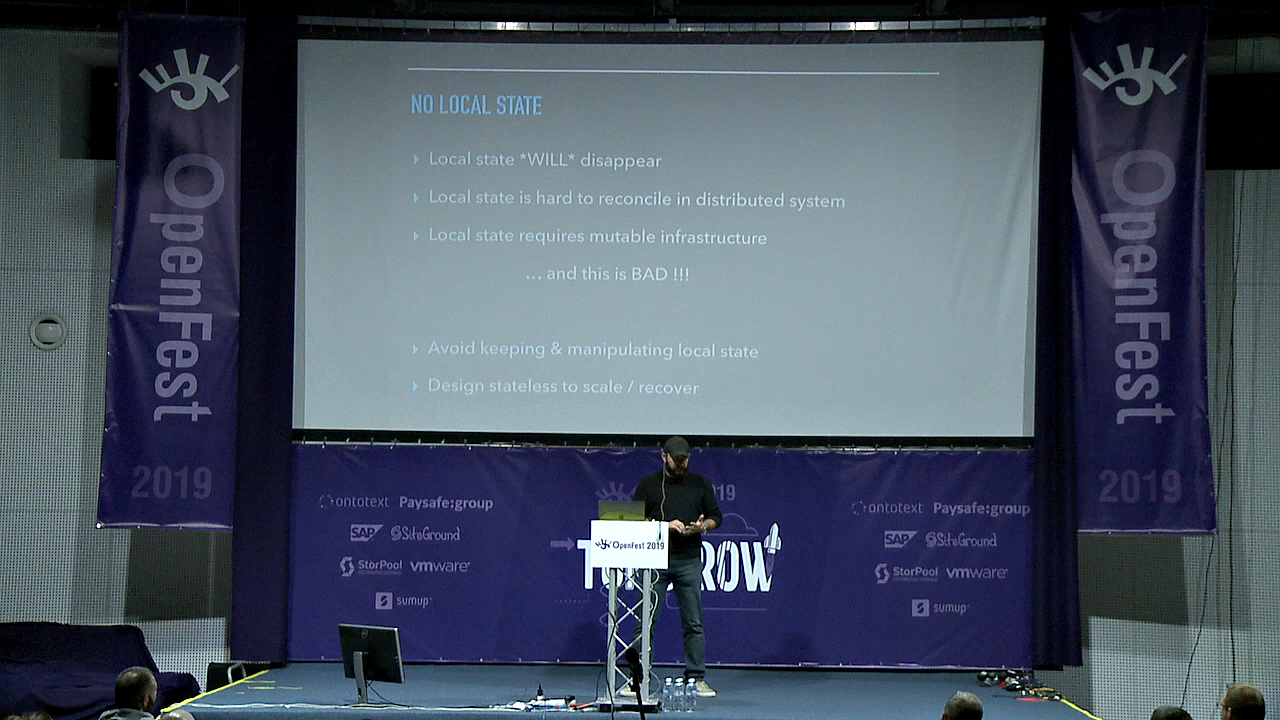 NO LOCAL STATE
Local state *WILL* disappear
Local state is hard to reconcile in distributed system
Local state requires mutable infrastructure
... and this is BAD !!!
Avoid keeping & manipulating local state
Design stateless to scale / recover
OpenFest
2019
OpenFest
2019
ontotext Paysafe:group
SAP SiteGround
StorPool vmware
sumup
OpenFest 2019
ontotext Paysafe:group
SAP SiteGround
StorPool vmware
sumup